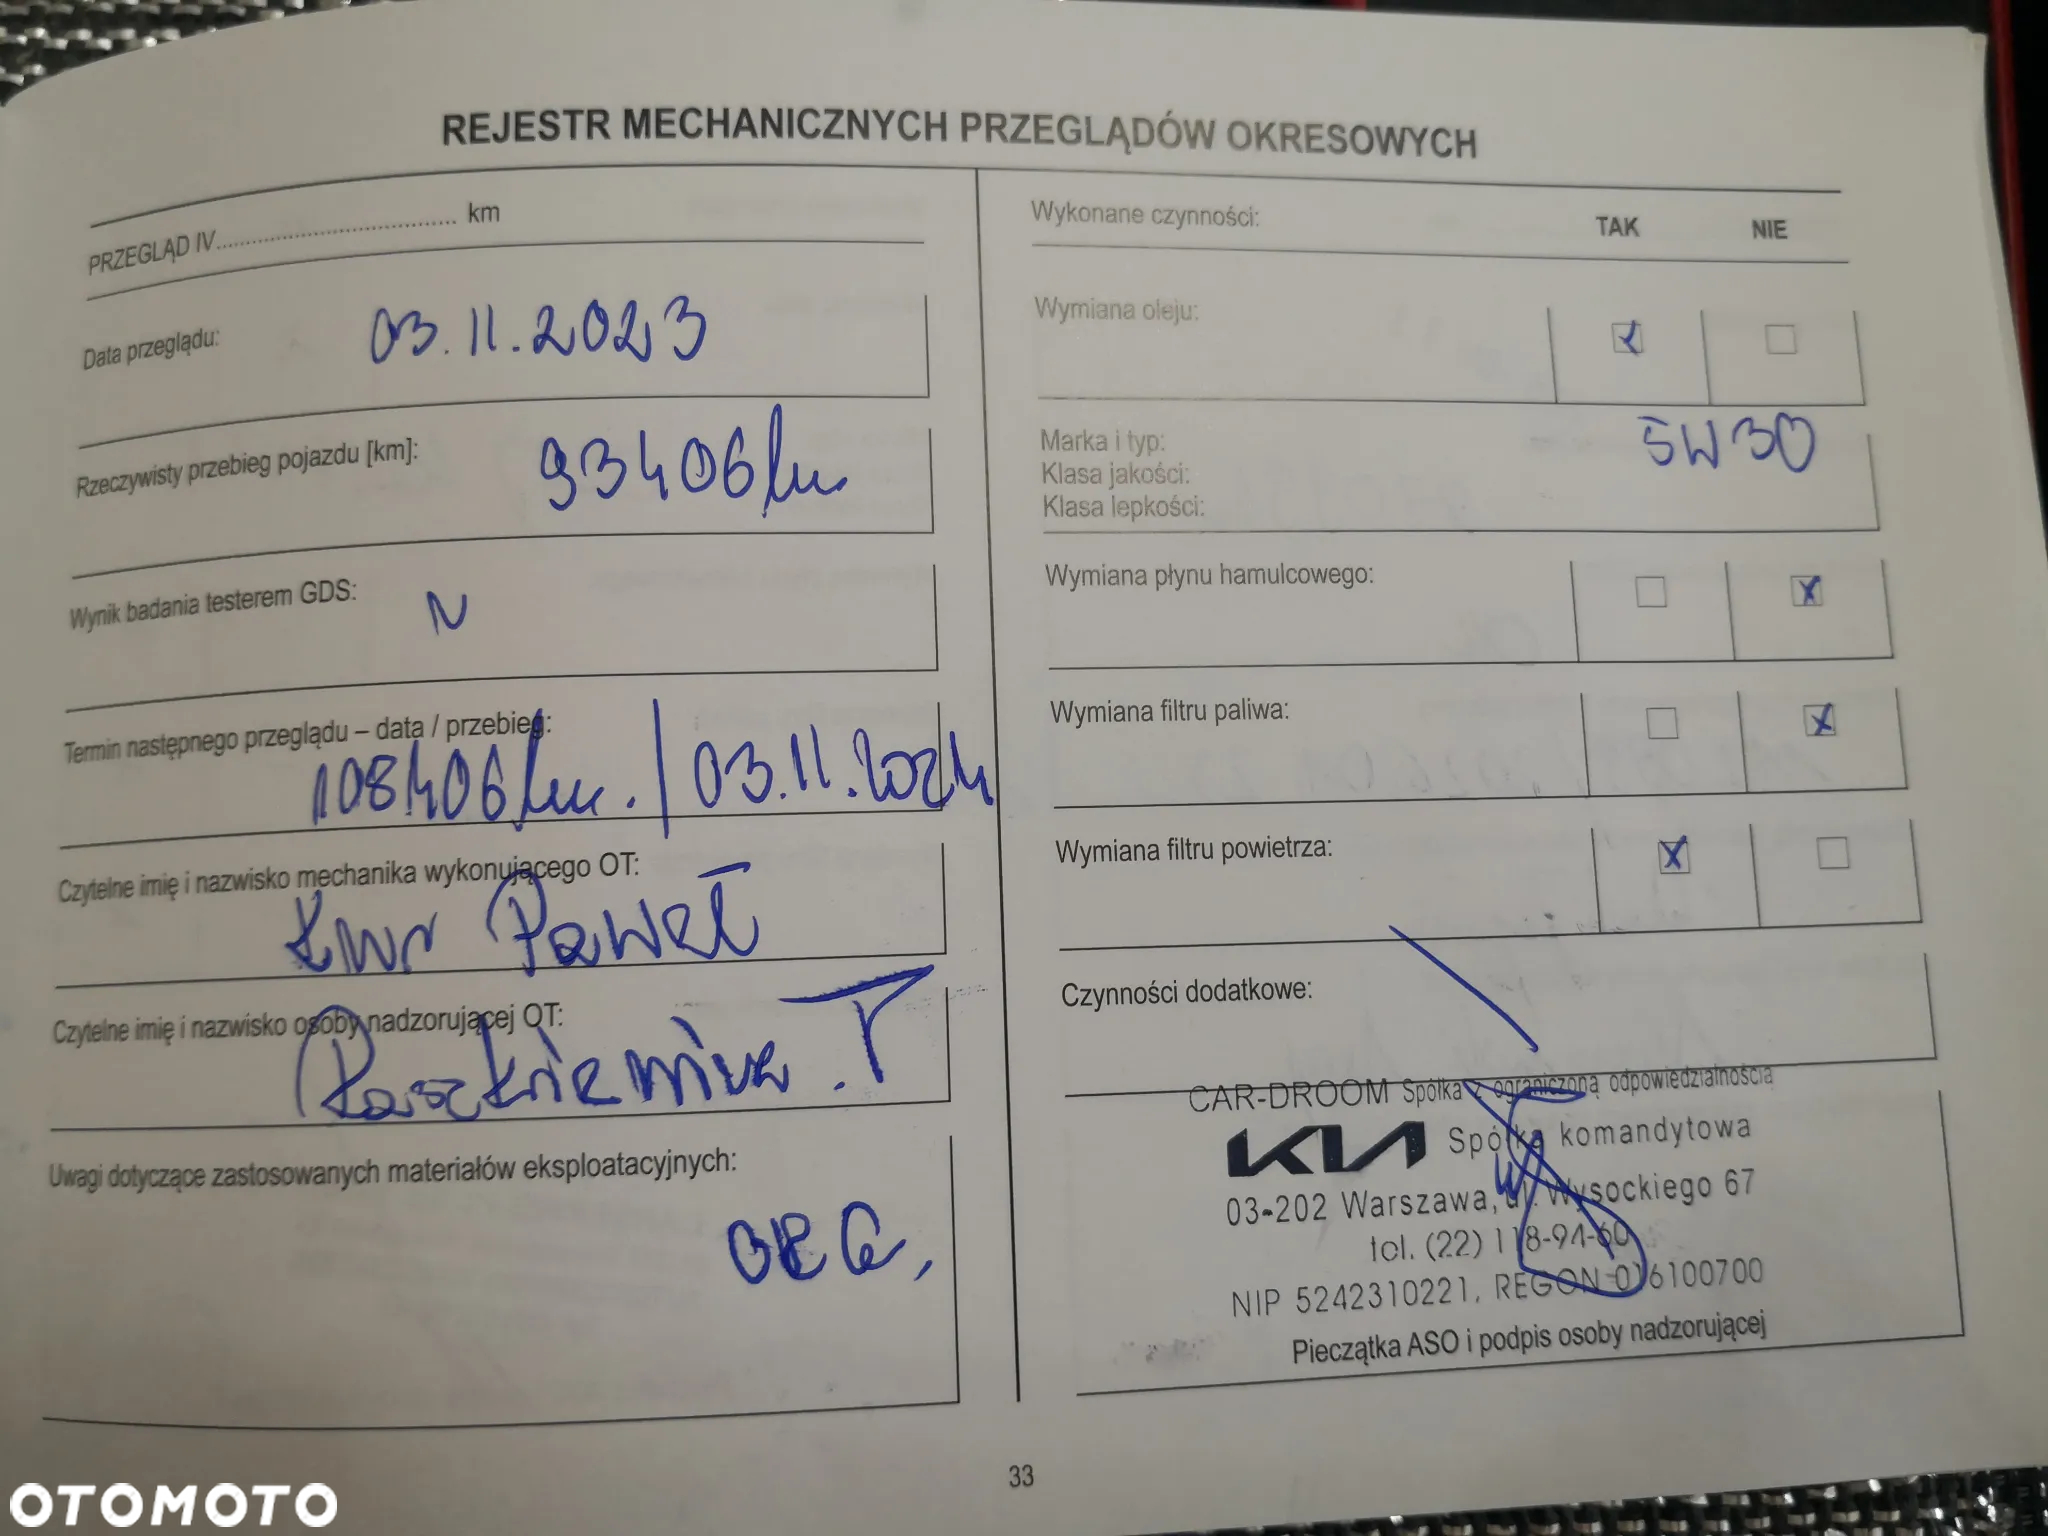 REJESTR MECHANICZNYCH PRZEGLĄDÓW OKRESOWYCH
PRZEGLĄD IV........................................ km
Data przeglądu: 03.11.2023
Rzeczywisty przebieg pojazdu [km]: 93406 km
Wynik badania testerem GDS: N
Termin następnego przeglądu – data / przebieg:
108406 km. / 03.11.2024
Czytelne imię i nazwisko mechanika wykonującego OT:
Paweł
Czytelne imię i nazwisko osoby nadzorującej OT:
T
Uwagi dotyczące zastosowanych materiałów eksploatacyjnych:
Wykonane czynności: TAK NIE
Wymiana oleju:
Marka i typ: 5W30
Klasa jakości:
Klasa lepkości:
Wymiana płynu hamulcowego:
Wymiana filtru paliwa:
Wymiana filtru powietrza:
Czynności dodatkowe:
CAR-DROOM Spółka z ograniczoną odpowiedzialnością
KIA Spółka komandytowa
03-202 Warszawa, ul. Wysockiego 67
tel. (22) 118-94-60
NIP 5242310221, REGON 016100700
Pieczątka ASO i podpis osoby nadzorującej
33
OTOMOTO